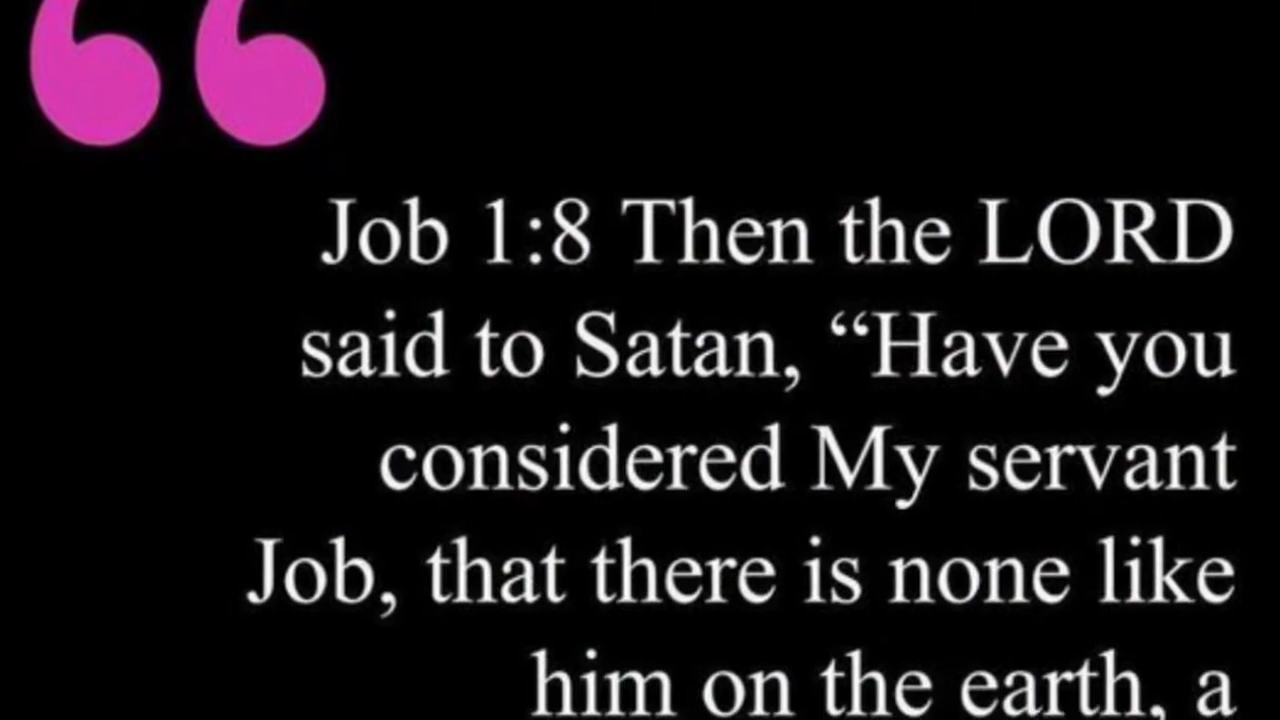 Job 1:8 Then the LORD
said to Satan, “Have you
considered My servant
Job, that there is none like
him on the earth, a